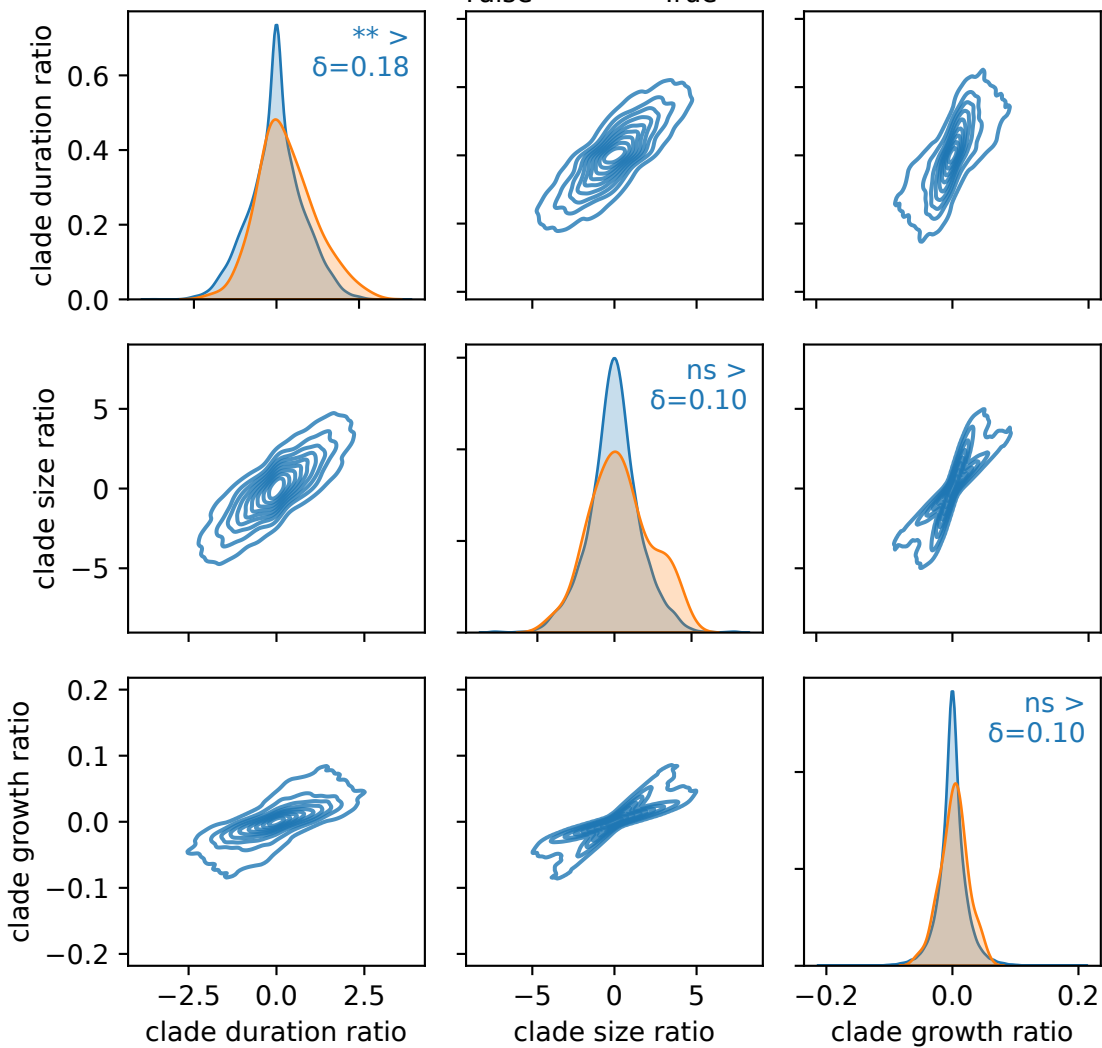 False True
clade duration ratio
0.6
0.4
0.2
0.0
** >
δ=0.18
clade size ratio
5
0
−5
ns >
δ=0.10
clade growth ratio
0.2
0.1
0.0
−0.1
−0.2
ns >
δ=0.10
−2.5 0.0 2.5
−5 0 5
−0.2 0.0 0.2
clade duration ratio
clade size ratio
clade growth ratio